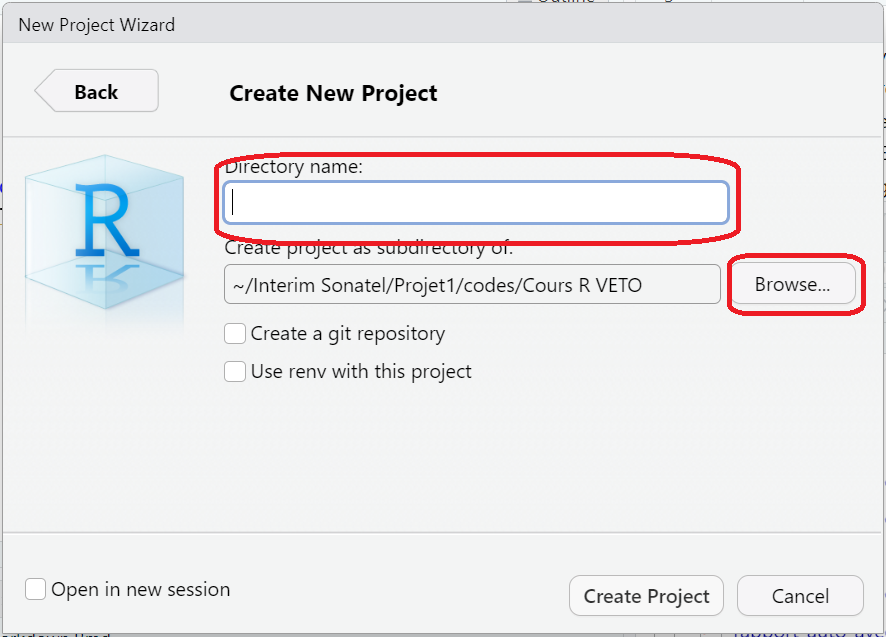 New Project Wizard
Back
Create New Project
R
Directory name:
Create project as subdirectory of:
~/Interim Sonatel/Projet1/codes/Cours R VETO
Browse...
Create a git repository
Use renv with this project
Open in new session
Create Project
Cancel